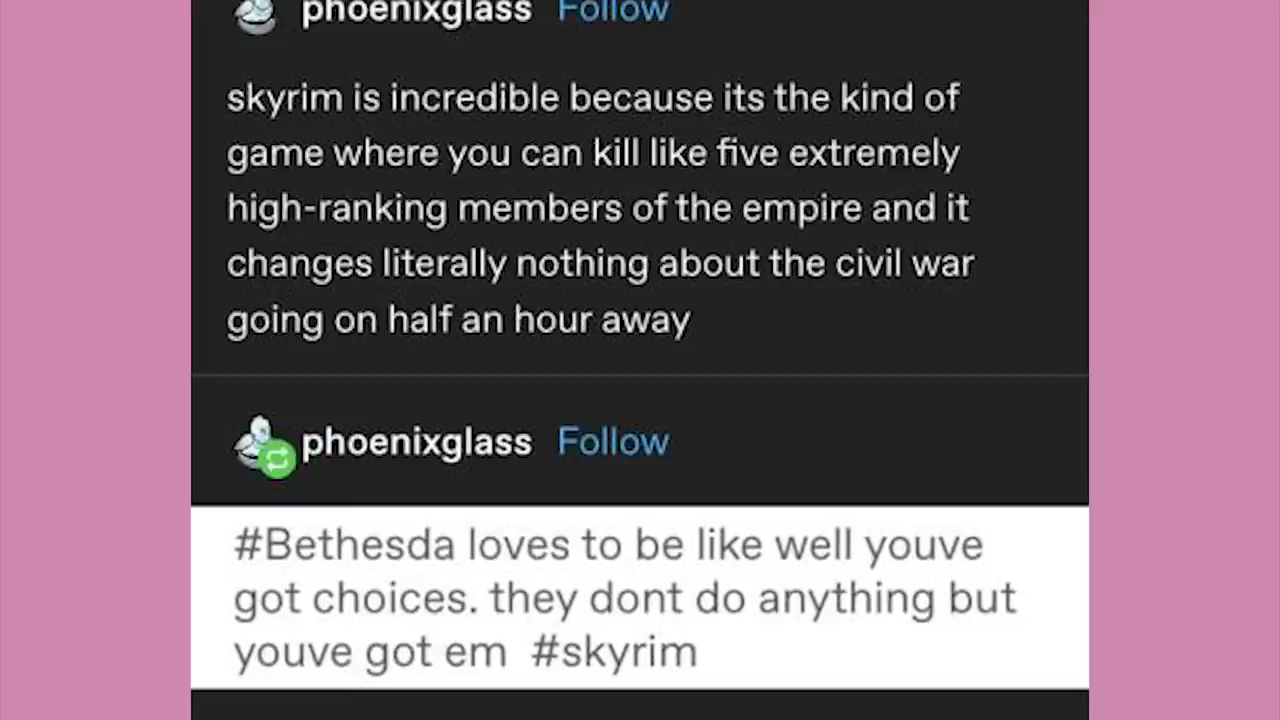 phoenixglass Follow
skyrim is incredible because its the kind of
game where you can kill like five extremely
high-ranking members of the empire and it
changes literally nothing about the civil war
going on half an hour away
phoenixglass Follow
#Bethesda loves to be like well youve
got choices. they dont do anything but
youve got em #skyrim